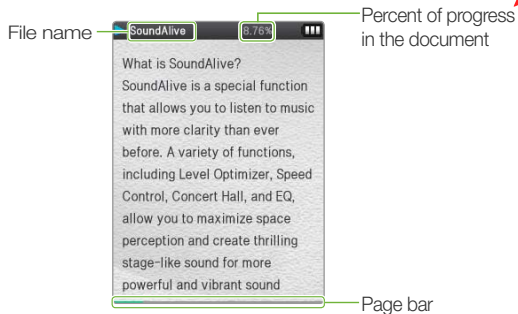 File name
SoundAlive
8.76%
Percent of progress
in the document
What is SoundAlive?
SoundAlive is a special function
that allows you to listen to music
with more clarity than ever
before. A variety of functions,
including Level Optimizer, Speed
Control, Concert Hall, and EQ,
allow you to maximize space
perception and create thrilling
stage-like sound for more
powerful and vibrant sound
Page bar